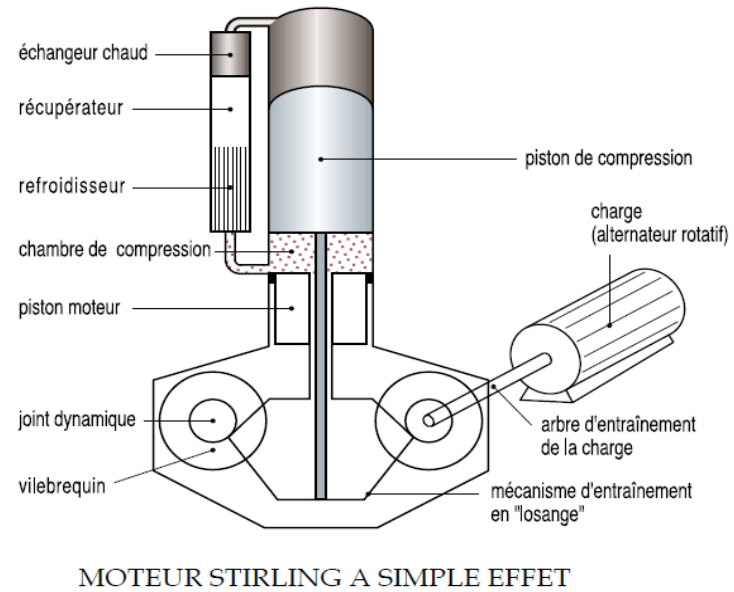 échangeur chaud
récupérateur
refroidisseur
chambre de compression
piston moteur
joint dynamique
vilebrequin
piston de compression
charge
(alternateur rotatif)
arbre d'entraînement
de la charge
mécanisme d'entraînement
en "losange"
MOTEUR STIRLING A SIMPLE EFFET